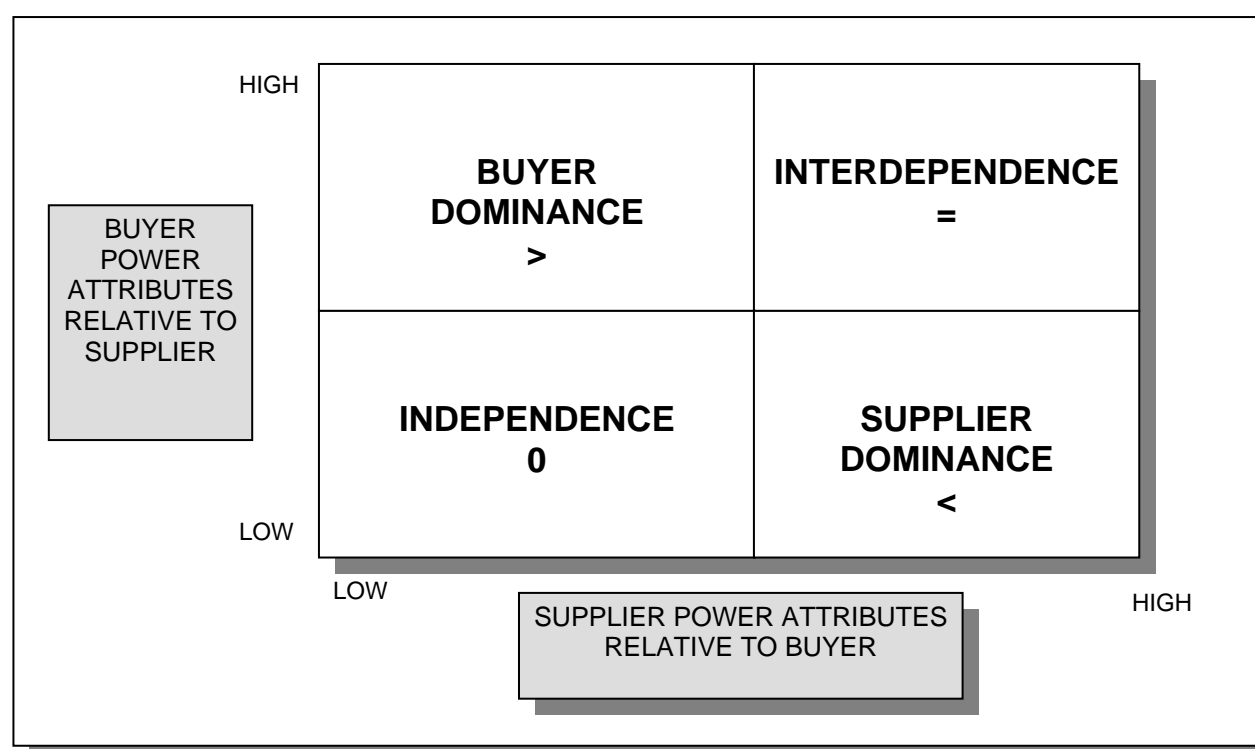 HIGH
BUYER
DOMINANCE
>
INTERDEPENDENCE
=
BUYER
POWER
ATTRIBUTES
RELATIVE TO
SUPPLIER
INDEPENDENCE
0
SUPPLIER
DOMINANCE
<
LOW
LOW
HIGH
SUPPLIER POWER ATTRIBUTES
RELATIVE TO BUYER